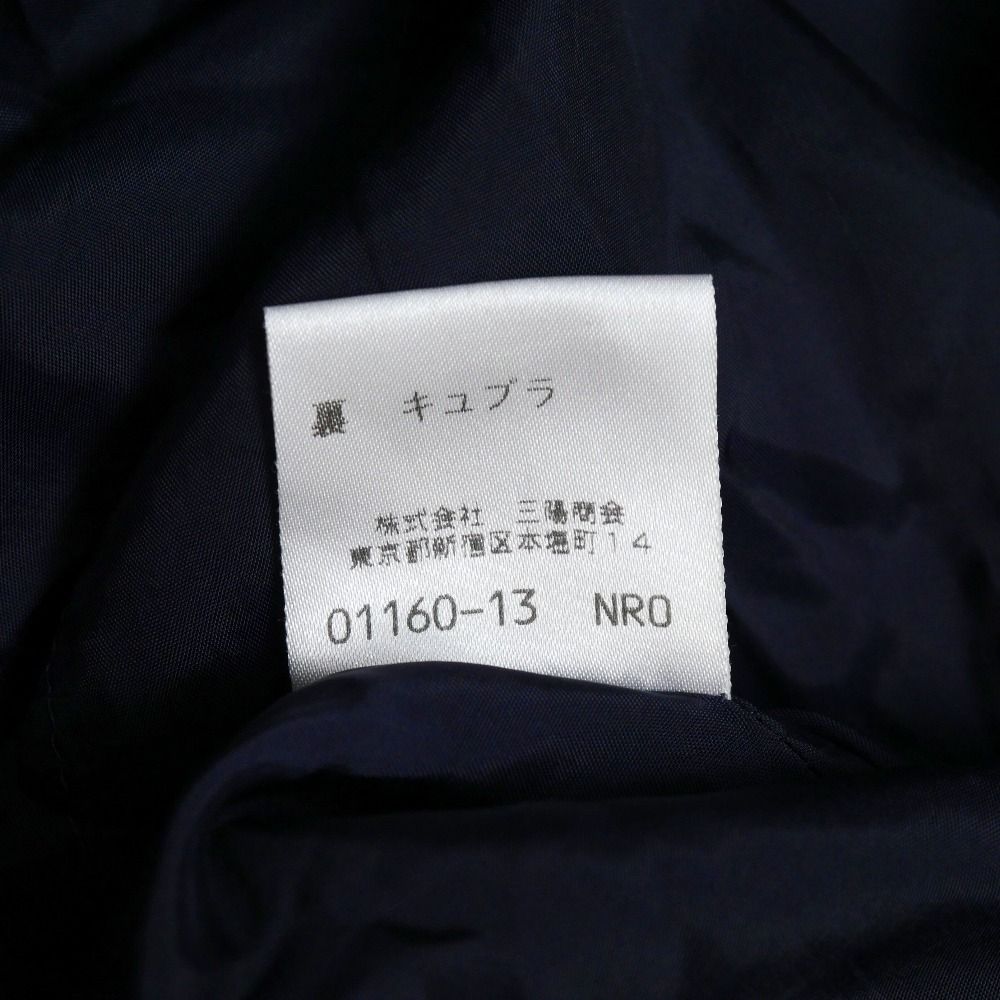 裏　キュプラ
株式会社　三陽商会
東京都新宿区本塩町１４
01160-13　NRO